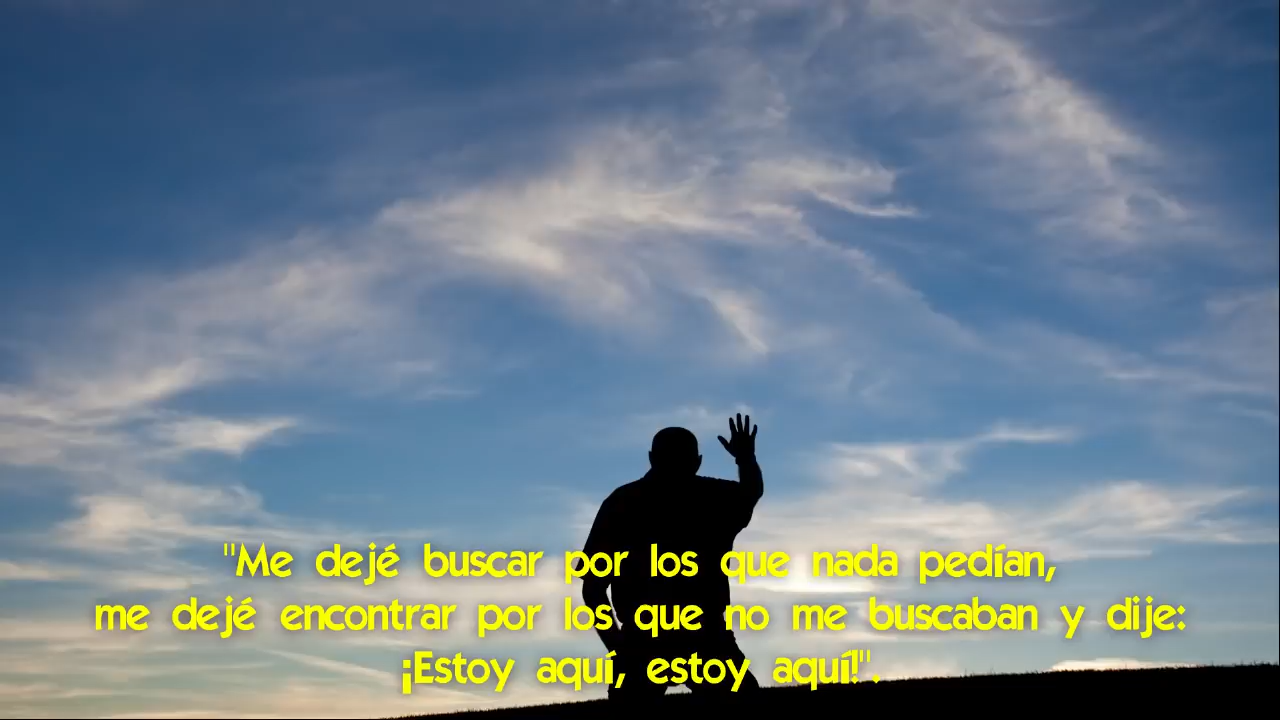 "Me dejé buscar por los que nada pedían,
me dejé encontrar por los que no me buscaban y dije:
¡Estoy aquí, estoy aquí!".